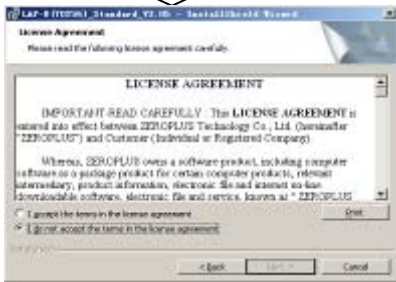 License Agreement
Please read the following license agreement carefully.
LICENSE AGREEMENT
IMPORTANT-READ CAREFULLY : This LICENSE AGREEMENT is
entered into effect between ZEROPLUS Technology Co., Ltd. (hereinafter
"ZEROPLUS") and Customer (Individual or Registered Company)
Whereas, ZEROPLUS owns a software product, including computer
software as a package product for certain computer products, relevant
intermediary, product information, electronic file and internet on-line
downloadable software, electronic file and service, known as " ZEROPLUS
I accept the terms in the license agreement
Print
I do not accept the terms in the license agreement
< Back
Next >
Cancel